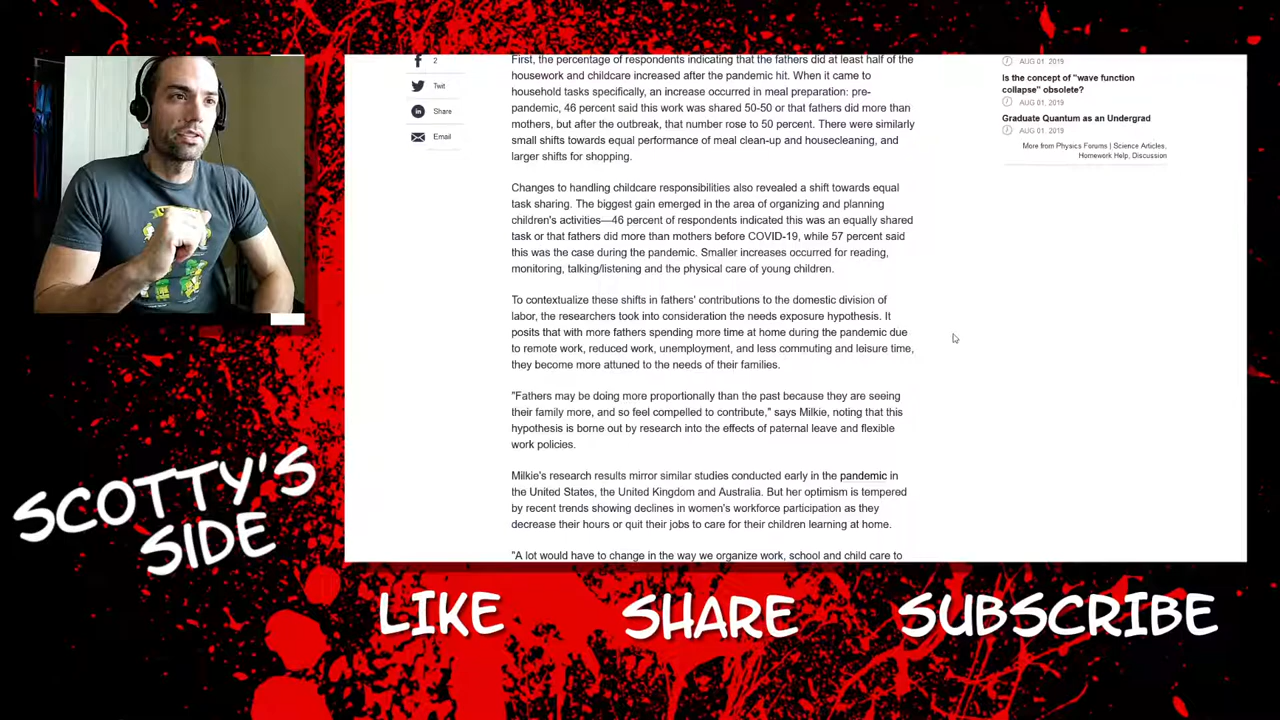 2
Twit
Share
Email
First, the percentage of respondents indicating that the fathers did at least half of the
housework and childcare increased after the pandemic hit. When it came to
household tasks specifically, an increase occurred in meal preparation: pre-
pandemic, 46 percent said this work was shared 50-50 or that fathers did more than
mothers, but after the outbreak, that number rose to 50 percent. There were similarly
small shifts towards equal performance of meal clean-up and housecleaning, and
larger shifts for shopping.
Changes to handling childcare responsibilities also revealed a shift towards equal
task sharing. The biggest gain emerged in the area of organizing and planning
children's activities—46 percent of respondents indicated this was an equally shared
task or that fathers did more than mothers before COVID-19, while 57 percent said
this was the case during the pandemic. Smaller increases occurred for reading,
monitoring, talking/listening and the physical care of young children.
To contextualize these shifts in fathers' contributions to the domestic division of
labor, the researchers took into consideration the needs exposure hypothesis. It
posits that with more fathers spending more time at home during the pandemic due
to remote work, reduced work, unemployment, and less commuting and leisure time,
they become more attuned to the needs of their families.
"Fathers may be doing more proportionally than the past because they are seeing
their family more, and so feel compelled to contribute," says Milkie, noting that this
hypothesis is borne out by research into the effects of paternal leave and flexible
work policies.
Milkie's research results mirror similar studies conducted early in the pandemic in
the United States, the United Kingdom and Australia. But her optimism is tempered
by recent trends showing declines in women's workforce participation as they
decrease their hours or quit their jobs to care for their children learning at home.
"A lot would have to change in the way we organize work, school and child care to
AUG 01, 2019
Is the concept of "wave function
collapse" obsolete?
AUG 01, 2019
Graduate Quantum as an Undergrad
AUG 01, 2019
More from Physics Forums | Science Articles,
Homework Help, Discussion
SCOTTY'S
SIDE
LIKE
SHARE
SUBSCRIBE